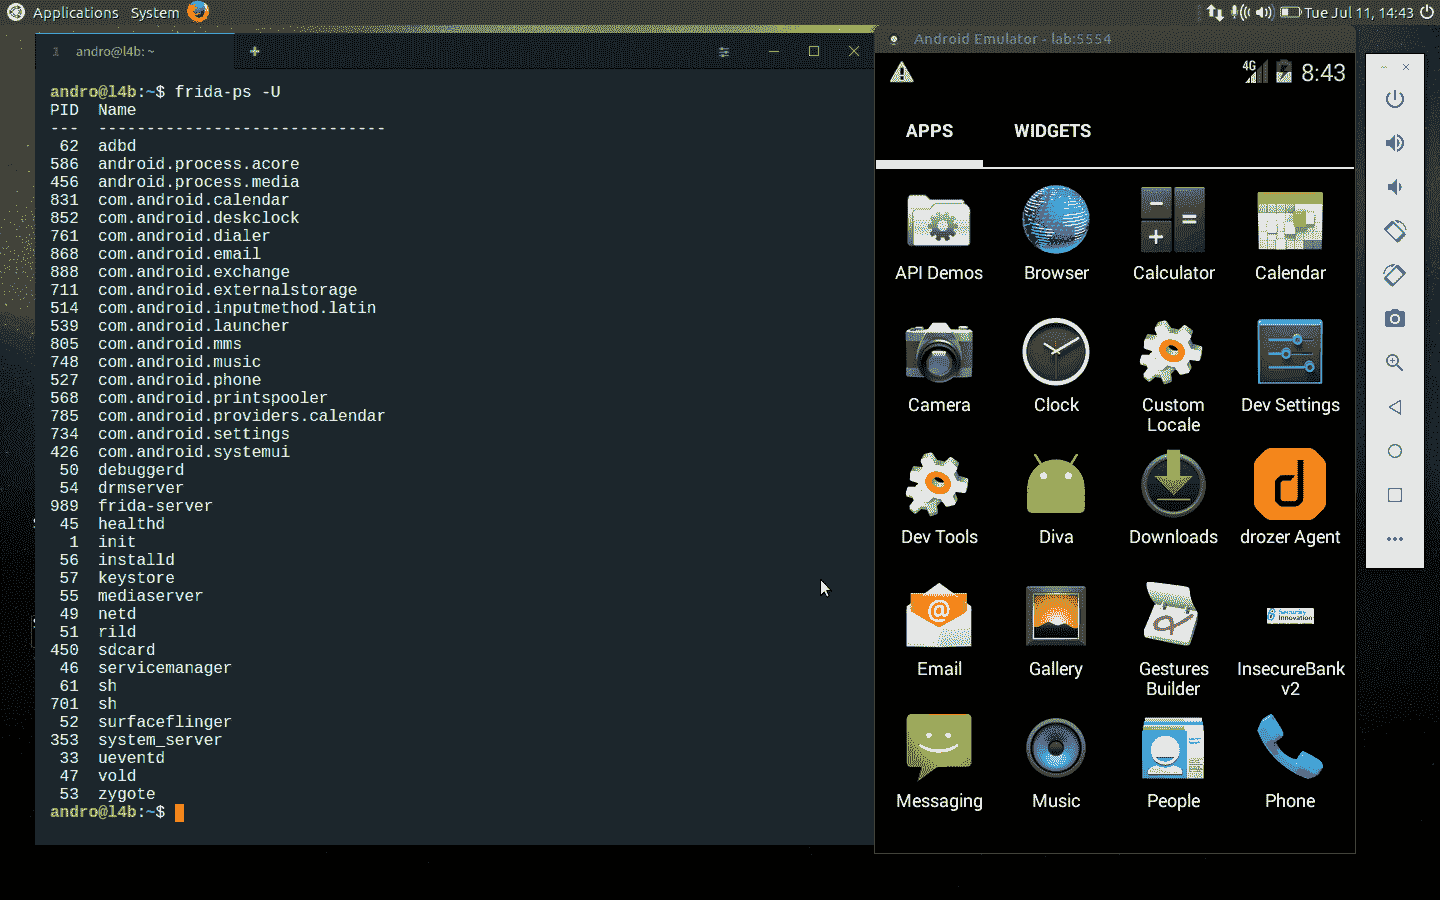 Applications System
Tue Jul 11, 14:43
1 andro@l4b: ~
andro@l4b:~$ frida-ps -U
PID  Name
---  ------------------------------
62  adbd
586  android.process.acore
456  android.process.media
831  com.android.calendar
852  com.android.deskclock
761  com.android.dialer
868  com.android.email
888  com.android.exchange
711  com.android.externalstorage
514  com.android.inputmethod.latin
539  com.android.launcher
805  com.android.mms
748  com.android.music
527  com.android.phone
568  com.android.printspooler
785  com.android.providers.calendar
734  com.android.settings
426  com.android.systemui
50  debuggerd
54  drmserver
989  frida-server
45  healthd
1  init
56  installd
57  keystore
55  mediaserver
49  netd
51  rild
450  sdcard
46  servicemanager
61  sh
701  sh
52  surfaceflinger
353  system_server
33  ueventd
47  vold
53  zygote
andro@l4b:~$
Android Emulator - lab:5554
4G 8:43
APPS WIDGETS
API Demos Browser Calculator Calendar
Camera Clock Custom Locale Dev Settings
Dev Tools Diva Downloads drozer Agent
Email Gallery Gestures Builder InsecureBankv2
Security
Innovation
Messaging Music People Phone